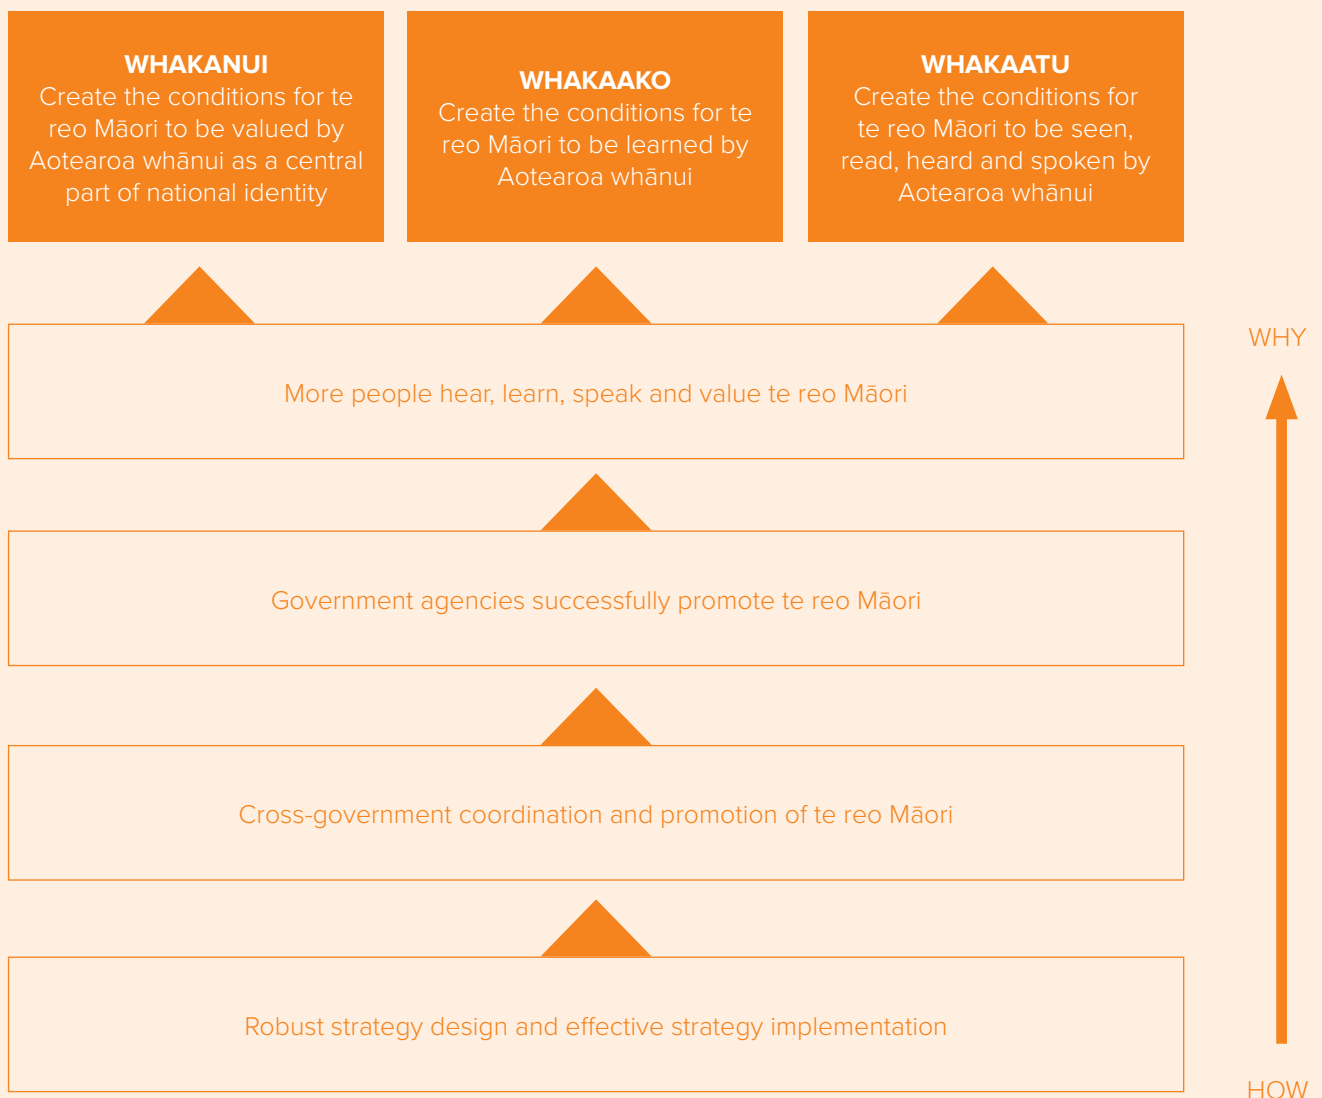 WHAKANUI
Create the conditions for te
reo Māori to be valued by
Aotearoa whānui as a central
part of national identity
WHAKAAKO
Create the conditions for te
reo Māori to be learned by
Aotearoa whānui
WHAKAATU
Create the conditions for
te reo Māori to be seen,
read, heard and spoken by
Aotearoa whānui
WHY
More people hear, learn, speak and value te reo Māori
Government agencies successfully promote te reo Māori
Cross-government coordination and promotion of te reo Māori
Robust strategy design and effective strategy implementation
HOW